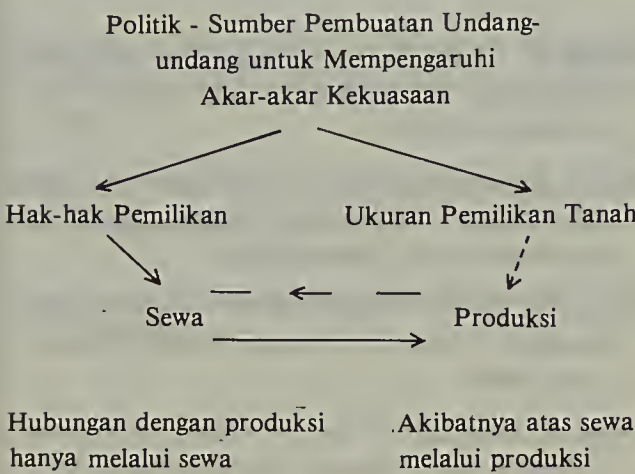 Politik - Sumber Pembuatan Undang-
undang untuk Mempengaruhi
Akar-akar Kekuasaan
Hak-hak Pemilikan
Ukuran Pemilikan Tanah
Sewa
Produksi
Hubungan dengan produksi
hanya melalui sewa
Akibatnya atas sewa
melalui produksi